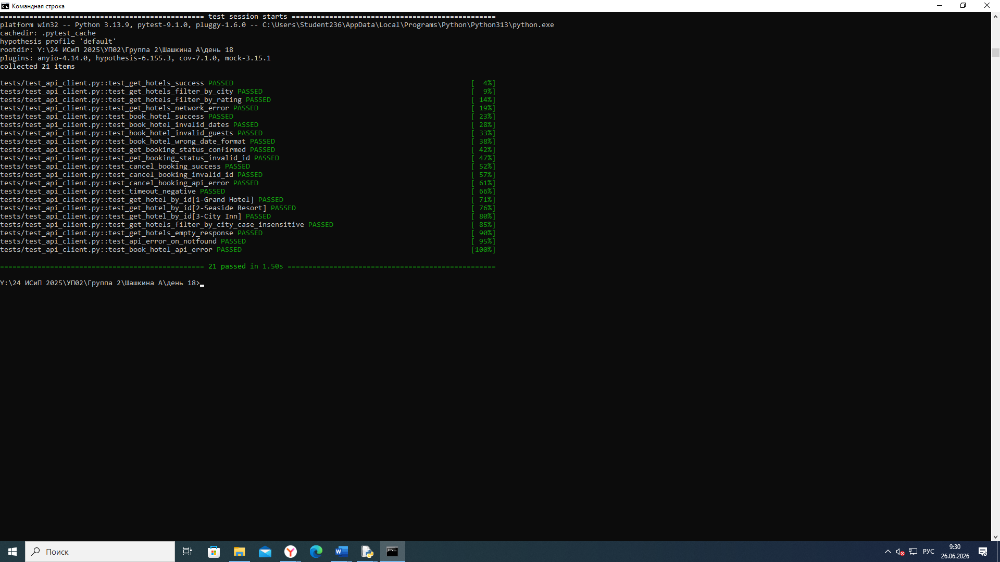 Командная строка
================================================= test session starts =================================================
platform win32 -- Python 3.13.9, pytest-9.1.0, pluggy-1.6.0 -- C:\Users\Student236\AppData\Local\Programs\Python\Python313\python.exe
cachedir: .pytest_cache
hypothesis profile 'default'
rootdir: Y:\24 ИСиП 2025\УП02\Группа 2\Шашкина А\день 18
plugins: anyio-4.14.0, hypothesis-6.155.3, cov-7.1.0, mock-3.15.1
collected 21 items
tests/test_api_client.py::test_get_hotels_success PASSED [  4%]
tests/test_api_client.py::test_get_hotels_filter_by_city PASSED [  9%]
tests/test_api_client.py::test_get_hotels_filter_by_rating PASSED [ 14%]
tests/test_api_client.py::test_get_hotels_network_error PASSED [ 19%]
tests/test_api_client.py::test_book_hotel_success PASSED [ 23%]
tests/test_api_client.py::test_book_hotel_invalid_dates PASSED [ 28%]
tests/test_api_client.py::test_book_hotel_invalid_guests PASSED [ 33%]
tests/test_api_client.py::test_book_hotel_wrong_date_format PASSED [ 38%]
tests/test_api_client.py::test_get_booking_status_confirmed PASSED [ 42%]
tests/test_api_client.py::test_get_booking_status_invalid_id PASSED [ 47%]
tests/test_api_client.py::test_cancel_booking_success PASSED [ 52%]
tests/test_api_client.py::test_cancel_booking_invalid_id PASSED [ 57%]
tests/test_api_client.py::test_cancel_booking_api_error PASSED [ 61%]
tests/test_api_client.py::test_timeout_negative PASSED [ 66%]
tests/test_api_client.py::test_get_hotel_by_id[1-Grand Hotel] PASSED [ 71%]
tests/test_api_client.py::test_get_hotel_by_id[2-Seaside Resort] PASSED [ 76%]
tests/test_api_client.py::test_get_hotel_by_id[3-City Inn] PASSED [ 80%]
tests/test_api_client.py::test_get_hotels_filter_by_city_case_insensitive PASSED [ 85%]
tests/test_api_client.py::test_get_hotels_empty_response PASSED [ 90%]
tests/test_api_client.py::test_api_error_on_notfound PASSED [ 95%]
tests/test_api_client.py::test_book_hotel_api_error PASSED [100%]
================================================= 21 passed in 1.50s ==================================================
Y:\24 ИСиП 2025\УП02\Группа 2\Шашкина А\день 18>
Поиск
РУС
9:30
26.06.2026